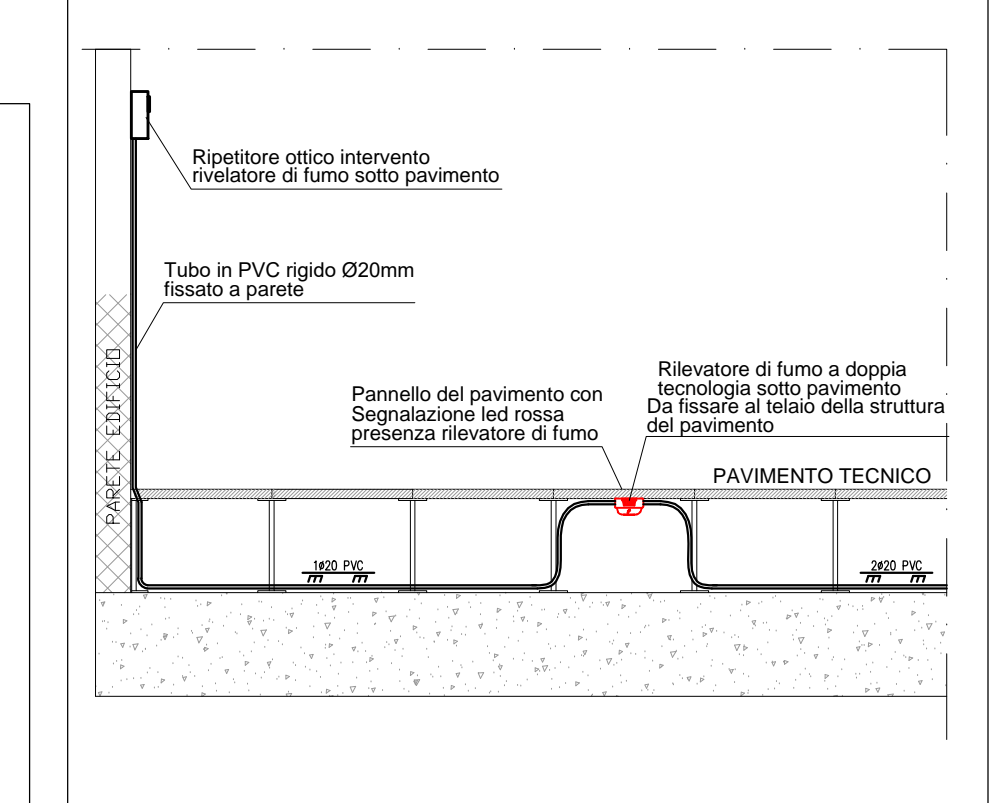 Ripetitore ottico intervento
rivelatore di fumo sotto pavimento
Tubo in PVC rigido Ø20mm
fissato a parete
PARETE EDIFICIO
Pannello del pavimento con
Segnalazione led rossa
presenza rilevatore di fumo
Rilevatore di fumo a doppia
tecnologia sotto pavimento
Da fissare al telaio della struttura
del pavimento
PAVIMENTO TECNICO
1ø20 PVC
2ø20 PVC